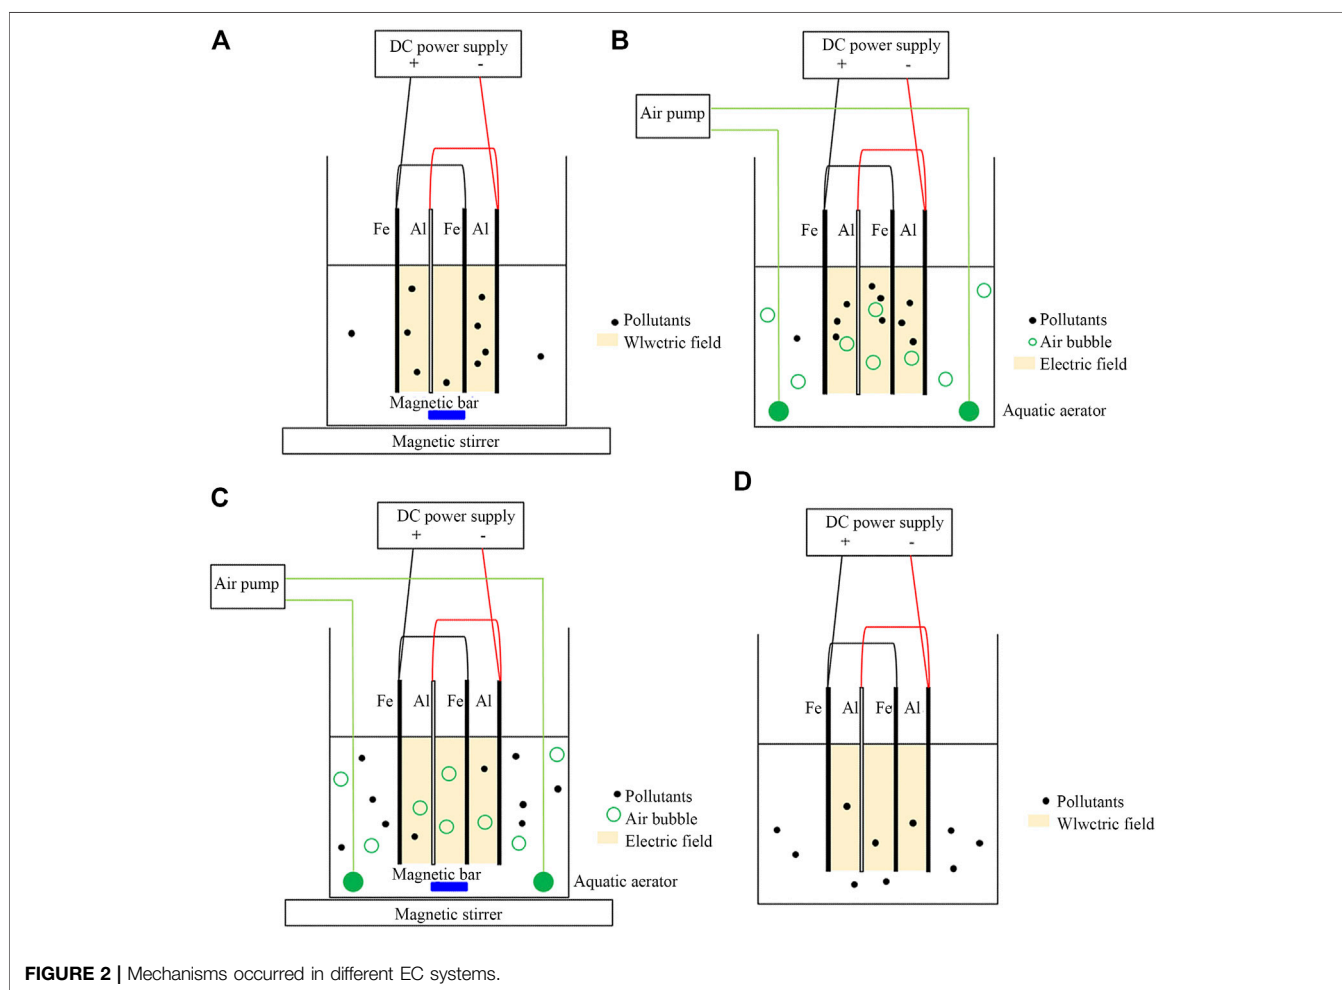 A
DC power supply
+ -
Fe Al Fe Al
Pollutants
Wlwctric field
Magnetic bar
Magnetic stirrer
B
DC power supply
+ -
Air pump
Fe Al Fe Al
Pollutants
Air bubble
Electric field
Aquatic aerator
C
DC power supply
+ -
Air pump
Fe Al Fe Al
Pollutants
Air bubble
Electric field
Magnetic bar
Aquatic aerator
Magnetic stirrer
D
DC power supply
+ -
Fe Al Fe Al
Pollutants
Wlwctric field
FIGURE 2 | Mechanisms occurred in different EC systems.